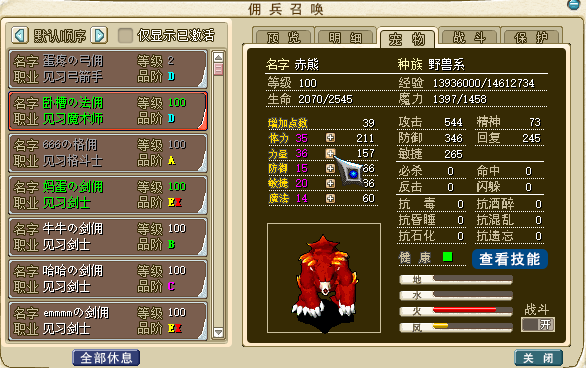 佣兵召唤
默认顺序 仅显示已激活
名字 蛋疼の弓佣 等级 2
职业 见习弓箭手 品阶 D
名字 卧槽の法佣 等级 100
职业 见习魔术师 品阶 D
名字 666の格佣 等级 100
职业 见习格斗士 品阶 A
名字 妈蛋の剑佣 等级 100
职业 见习剑士 品阶 EX
名字 牛牛の剑佣 等级 100
职业 见习剑士 品阶 B
名字 哈哈の剑佣 等级 100
职业 见习剑士 品阶 C
名字 emmmmの剑佣 等级 100
职业 见习剑士 品阶 EX
全部休息
预览 明细 宠物 战斗 保护
名字 赤熊 种族 野兽系
等级 100 经验 13936000/14612734
生命 2070/2545 魔力 1397/1458
增加点数 39
体力 35 211
力量 36 157
防御 15 66
敏捷 20 36
魔法 14 60
攻击 544 精神 73
防御 346 回复 245
敏捷 265
必杀 0 命中 0
反击 0 闪躲 0
抗毒 0 抗酒醉 0
抗昏睡 0 抗混乱 0
抗石化 0 抗遗忘 0
健康 查看技能
地
水
火
风
战斗
开
关闭